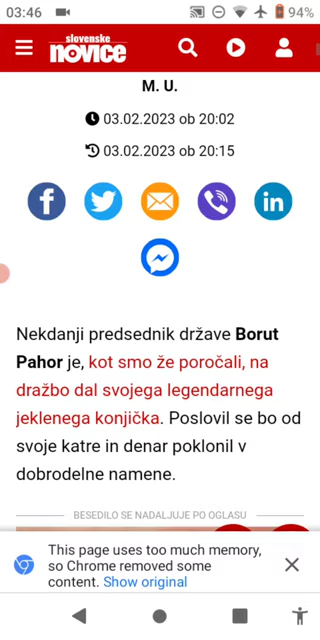 03:46
94%
slovenske
novice
M. U.
03.02.2023 ob 20:02
03.02.2023 ob 20:15
Nekdanji predsednik države Borut
Pahor je, kot smo že poročali, na
dražbo dal svojega legendarnega
jeklenega konjička. Poslovil se bo od
svoje katre in denar poklonil v
dobrodelne namene.
BESEDILO SE NADALJUJE PO OGLASU
This page uses too much memory,
so Chrome removed some
content. Show original